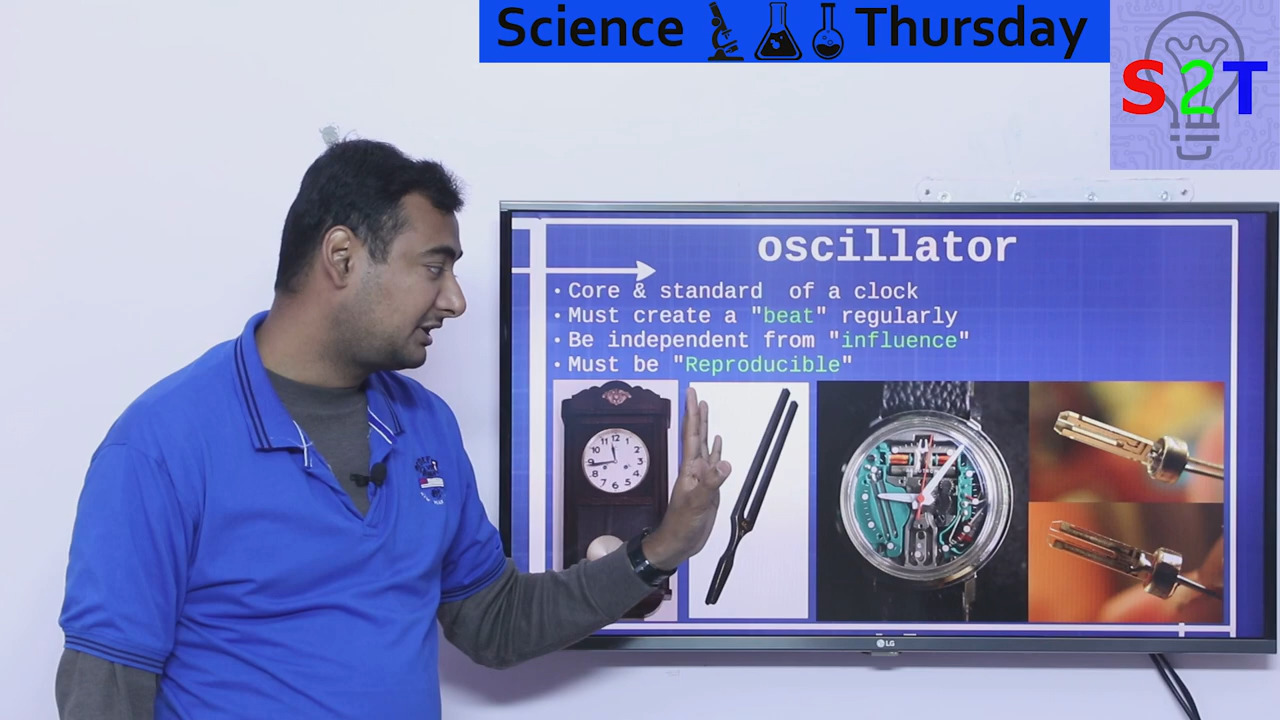 Science Thursday
S2T
oscillator
• Core & standard of a clock
• Must create a "beat" regularly
• Be independent from "influence"
• Must be "Reproducible"
LG